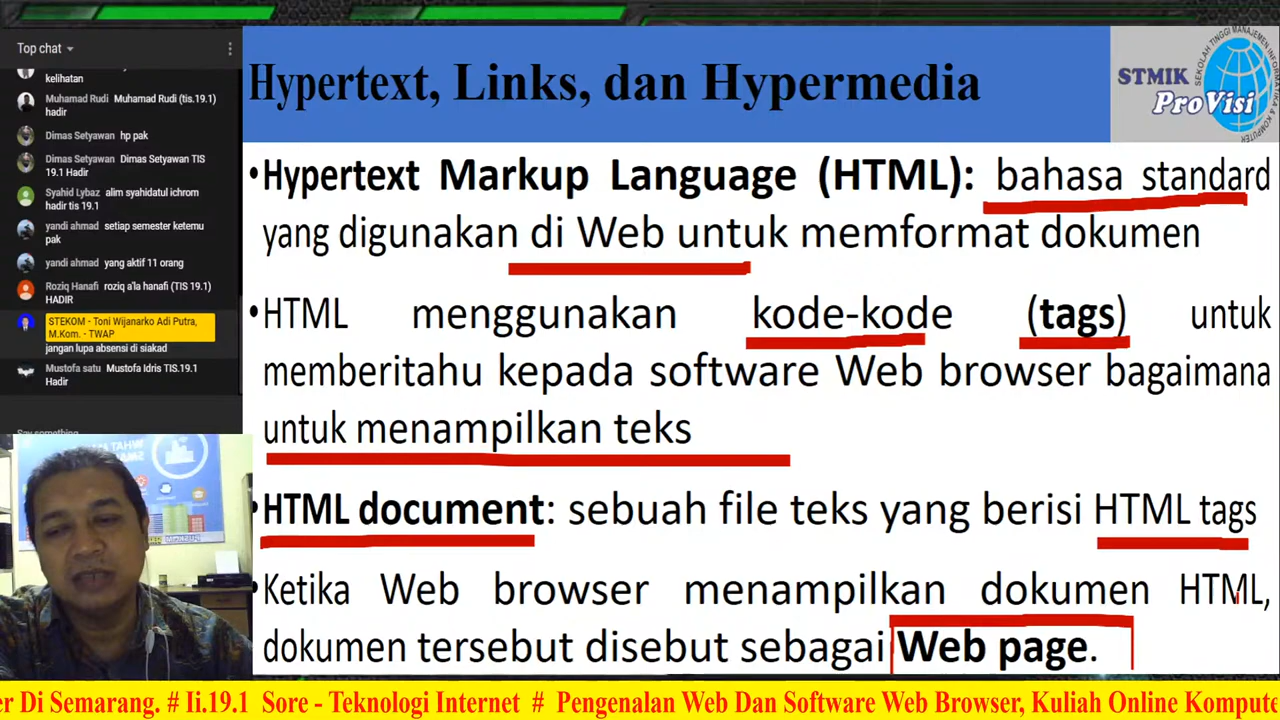 Top chat
kelihatan
Muhamad Rudi Muhamad Rudi (tis.19.1)
hadir
Dimas Setyawan hp pak
Dimas Setyawan Dimas Setyawan TIS
19.1 Hadir
Syahid Lybaz alim syahidatul ichrom
hadir tis 19.1
yandi ahmad setiap semester ketemu
pak
yandi ahmad yang aktif 11 orang
Roziq Hanafi roziq a'la hanafi (TIS 19.1)
HADIR
STEKOM - Toni Wijanarko Adi Putra,
M.Kom. - TWAP
jangan lupa absensi di siakad
Mustofa satu Mustofa Idris TIS.19.1
Hadir
Hypertext, Links, dan Hypermedia
SEKOLAH TINGGI MANAJEMEN INFORMATIKA & KOMPUTER
STMIK
ProVisi
•Hypertext Markup Language (HTML): bahasa standard
yang digunakan di Web untuk memformat dokumen
•HTML menggunakan kode-kode (tags) untuk
memberitahu kepada software Web browser bagaimana
untuk menampilkan teks
•HTML document: sebuah file teks yang berisi HTML tags
•Ketika Web browser menampilkan dokumen HTML,
dokumen tersebut disebut sebagai Web page.
er Di Semarang. # Ii.19.1 Sore - Teknologi Internet # Pengenalan Web Dan Software Web Browser, Kuliah Online Kompute